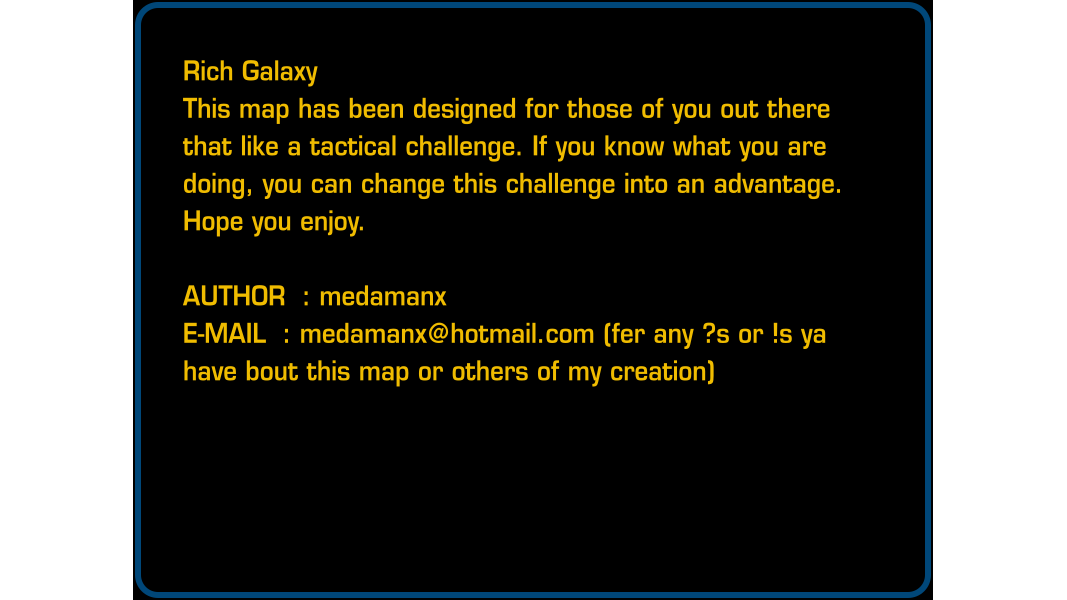 Rich Galaxy
This map has been designed for those of you out there
that like a tactical challenge. If you know what you are
doing, you can change this challenge into an advantage.
Hope you enjoy.
AUTHOR : medamanx
E-MAIL : medamanx@hotmail.com (fer any ?s or !s ya
have bout this map or others of my creation)